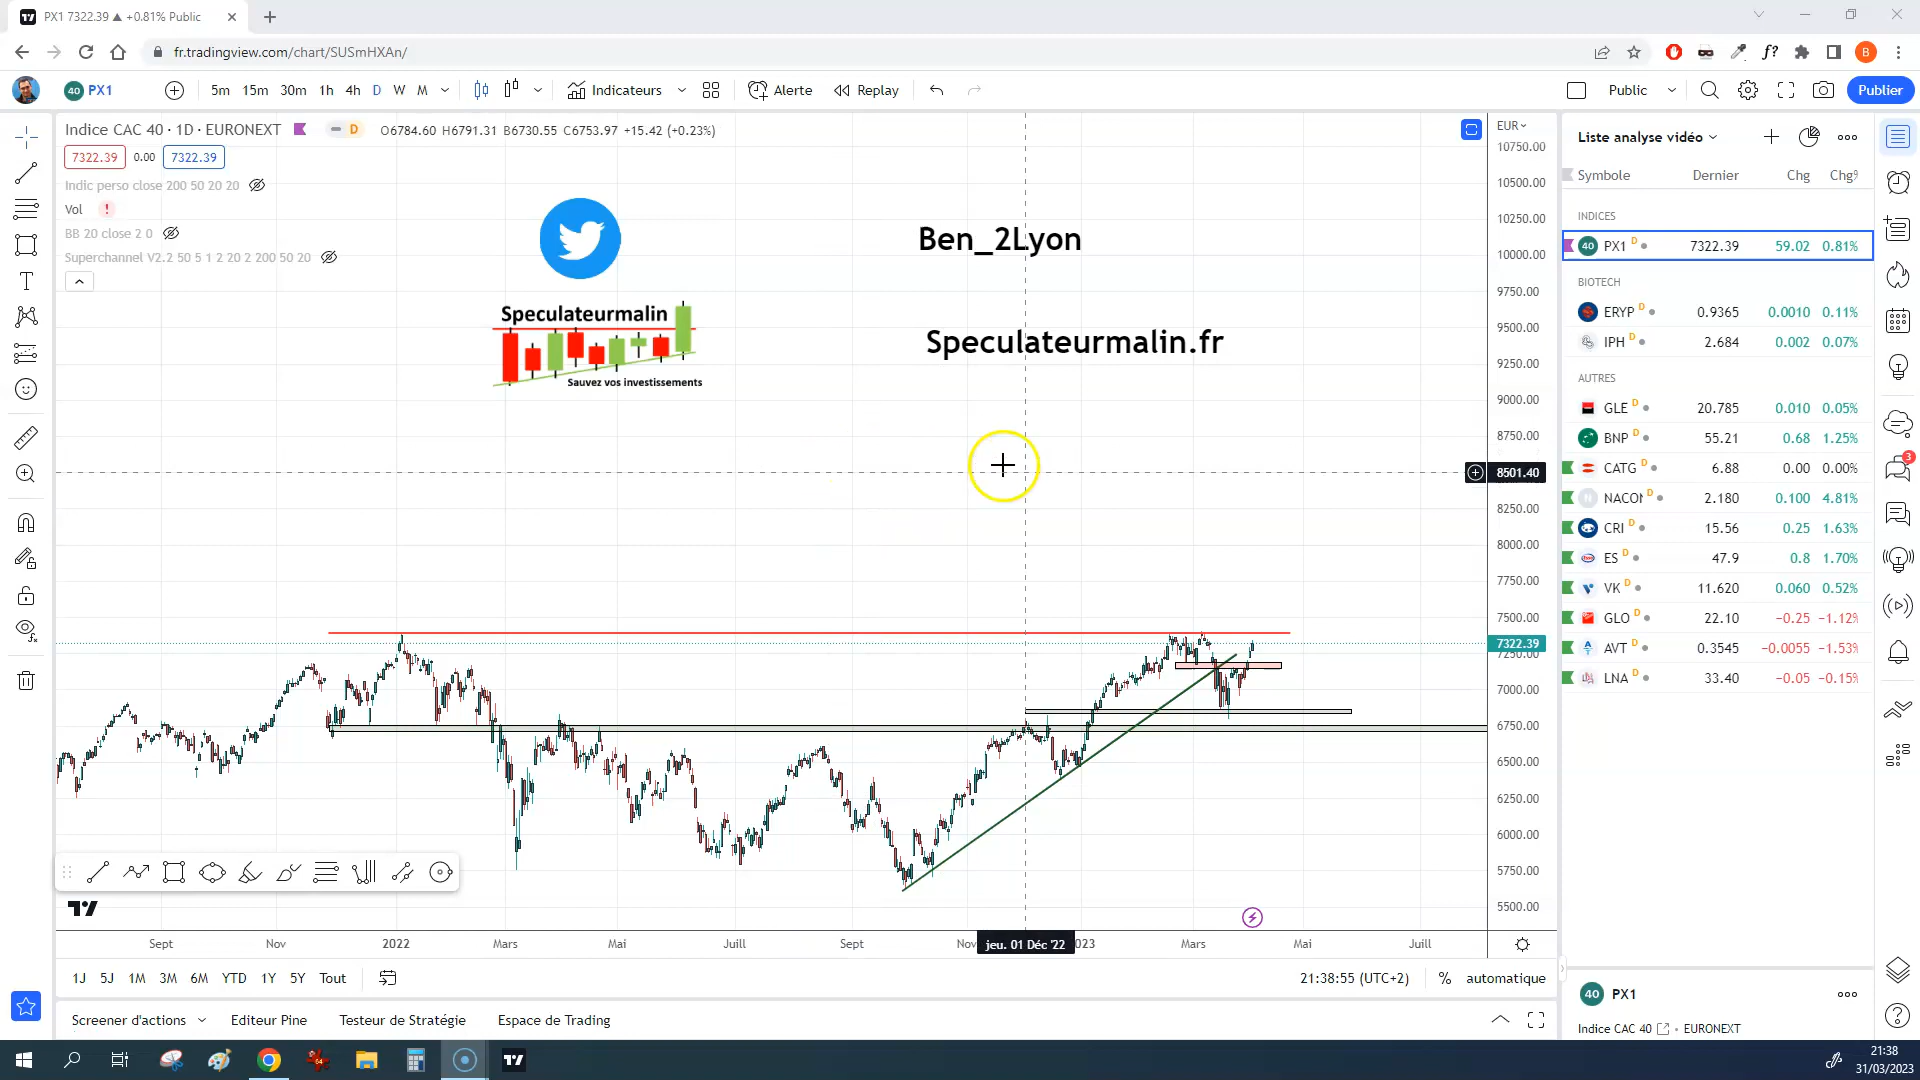 PX1 7322.39 ▲ +0.81% Public
fr.tradingview.com/chart/SUSmHXAn/
f?
B
40 PX1
5m 15m 30m 1h 4h D W M
Indicateurs
Alerte
Replay
Public
Publier
Indice CAC 40 · 1D · EURONEXT
D
O6784.60 H6791.31 B6730.55 C6753.97 +15.42 (+0.23%)
7322.39 0.00 7322.39
Indic perso close 200 50 20 20
Vol !
BB 20 close 2 0
Superchannel V2.2 50 5 1 2 20 2 200 50 20
Ben_2Lyon
Speculateurmalin
Sauvez vos investissements
Speculateurmalin.fr
EUR
10750.00
10500.00
10250.00
10000.00
9750.00
9500.00
9250.00
9000.00
8750.00
8501.40
8250.00
8000.00
7750.00
7500.00
7322.39
7250.00
7000.00
6750.00
6500.00
6250.00
6000.00
5750.00
5500.00
Sept Nov 2022 Mars Mai Juill Sept Nov jeu. 01 Déc '22 023 Mars Mai Juill
1J 5J 1M 3M 6M YTD 1Y 5Y Tout
21:38:55 (UTC+2) % automatique
Screener d'actions Editeur Pine Testeur de Stratégie Espace de Trading
Liste analyse vidéo
Symbole Dernier Chg Chg%
INDICES
40 PX1 D 7322.39 59.02 0.81%
BIOTECH
ERYP D 0.9365 0.0010 0.11%
IPH D 2.684 0.002 0.07%
AUTRES
GLE D 20.785 0.010 0.05%
BNP D 55.21 0.68 1.25%
CATG D 6.88 0.00 0.00%
NACON D 2.180 0.100 4.81%
CRI D 15.56 0.25 1.63%
ES D 47.9 0.8 1.70%
VK D 11.620 0.060 0.52%
GLO D 22.10 −0.25 −1.12%
AVT D 0.3545 −0.0055 −1.53%
LNA D 33.40 −0.05 −0.15%
3
40 PX1
Indice CAC 40 • EURONEXT
21:38
31/03/2023